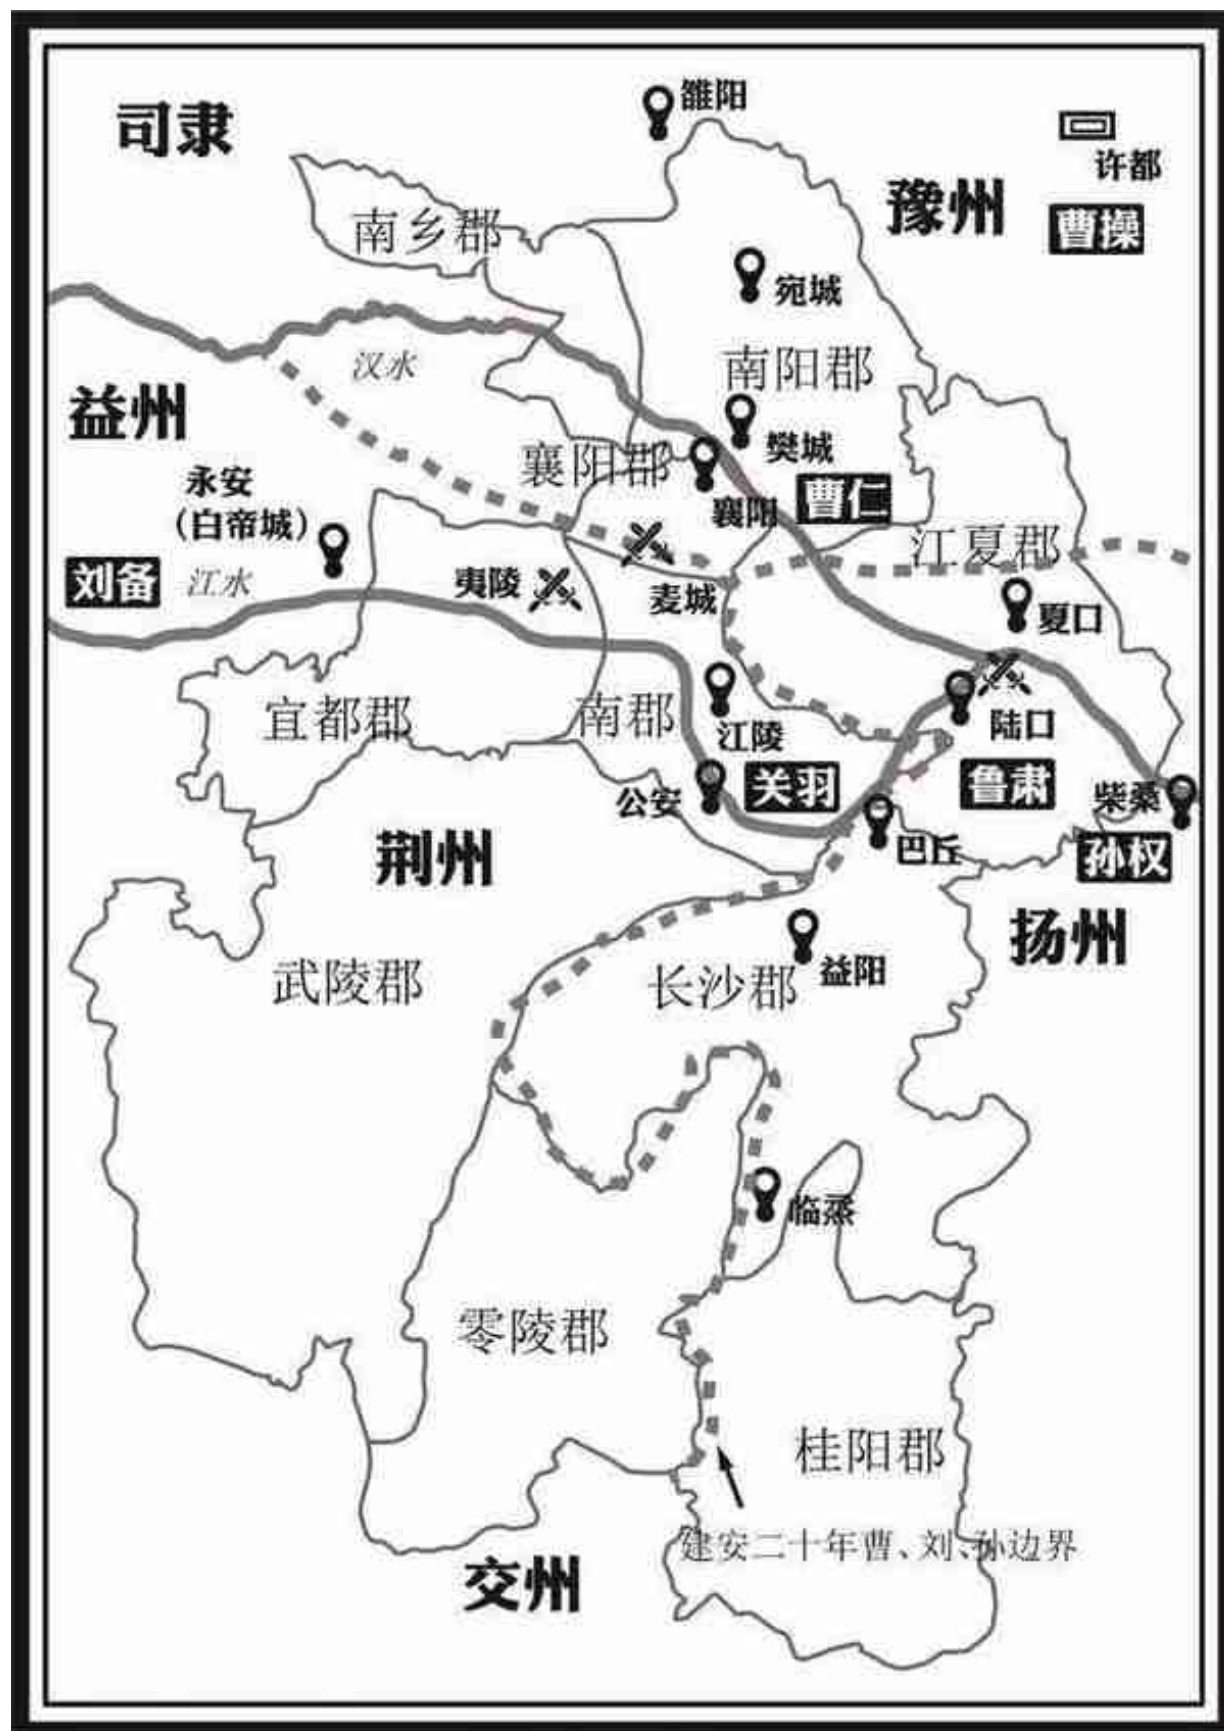 雒阳
司隶
许都
豫州
曹操
南乡郡
宛城
汉水
南阳郡
益州
樊城
襄阳郡
曹仁
永安
（白帝城）
襄阳
江夏郡
刘备
江水
夷陵
麦城
夏口
宜都郡
南郡
江陵
陆口
公安
关羽
鲁肃
柴桑
荆州
巴丘
孙权
扬州
武陵郡
长沙郡
益阳
临烝
零陵郡
桂阳郡
建安二十年曹、刘、孙边界
交州